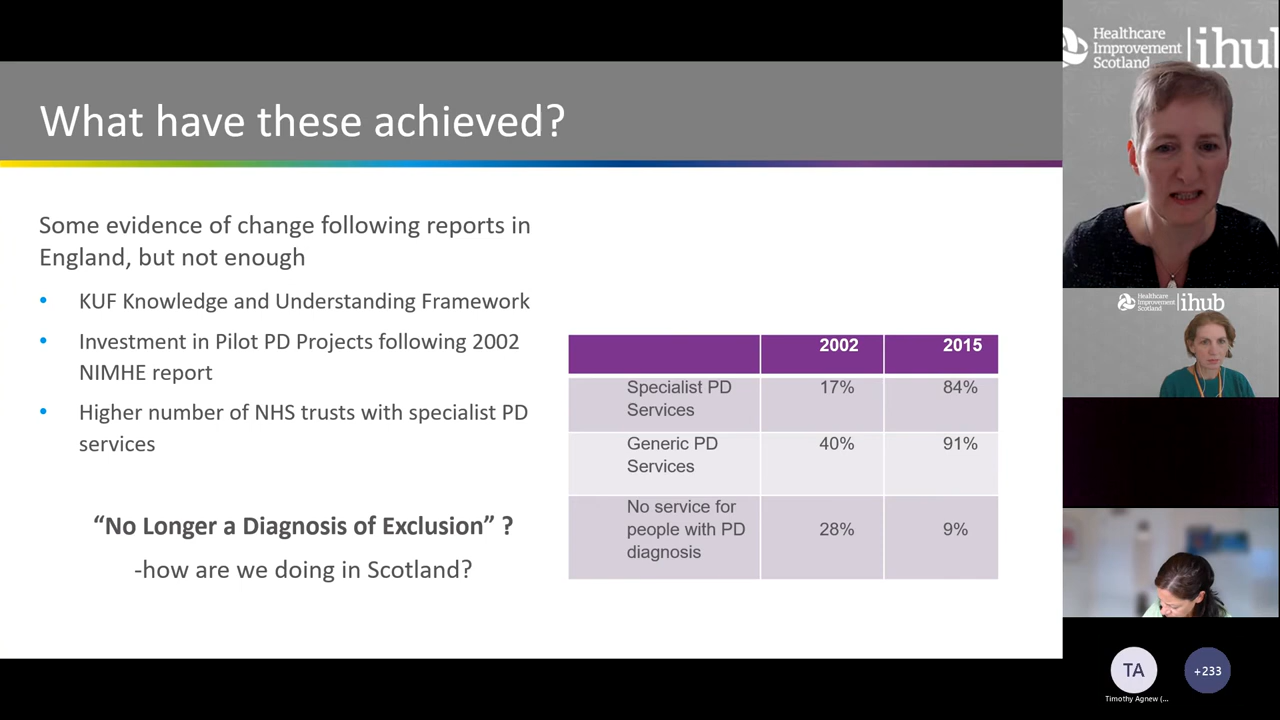 What have these achieved?
Some evidence of change following reports in
England, but not enough
• KUF Knowledge and Understanding Framework
• Investment in Pilot PD Projects following 2002
NIMHE report
• Higher number of NHS trusts with specialist PD
services
“No Longer a Diagnosis of Exclusion” ?
-how are we doing in Scotland?
2002 2015
Specialist PD
Services
17% 84%
Generic PD
Services
40% 91%
No service for
people with PD
diagnosis
28% 9%
Healthcare
Improvement
Scotland
ihub
Healthcare
Improvement
Scotland
ihub
TA
+233
Timothy Agnew (...